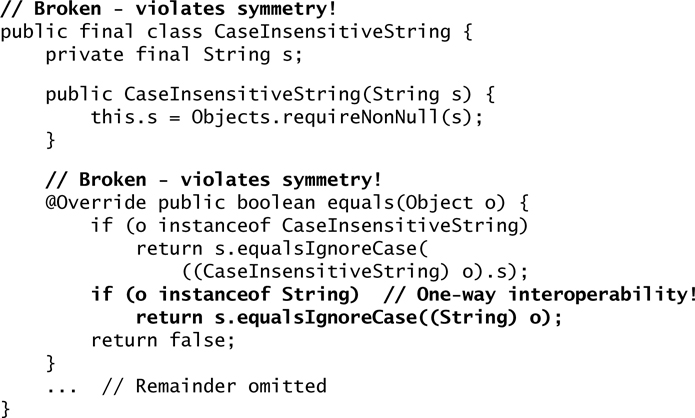 // Broken - violates symmetry!
public final class CaseInsensitiveString {
    private final String s;

    public CaseInsensitiveString(String s) {
        this.s = Objects.requireNonNull(s);
    }

    // Broken - violates symmetry!
    @Override public boolean equals(Object o) {
        if (o instanceof CaseInsensitiveString)
            return s.equalsIgnoreCase(
                ((CaseInsensitiveString) o).s);
        if (o instanceof String)  // One-way interoperability!
            return s.equalsIgnoreCase((String) o);
        return false;
    }
    ...  // Remainder omitted
}